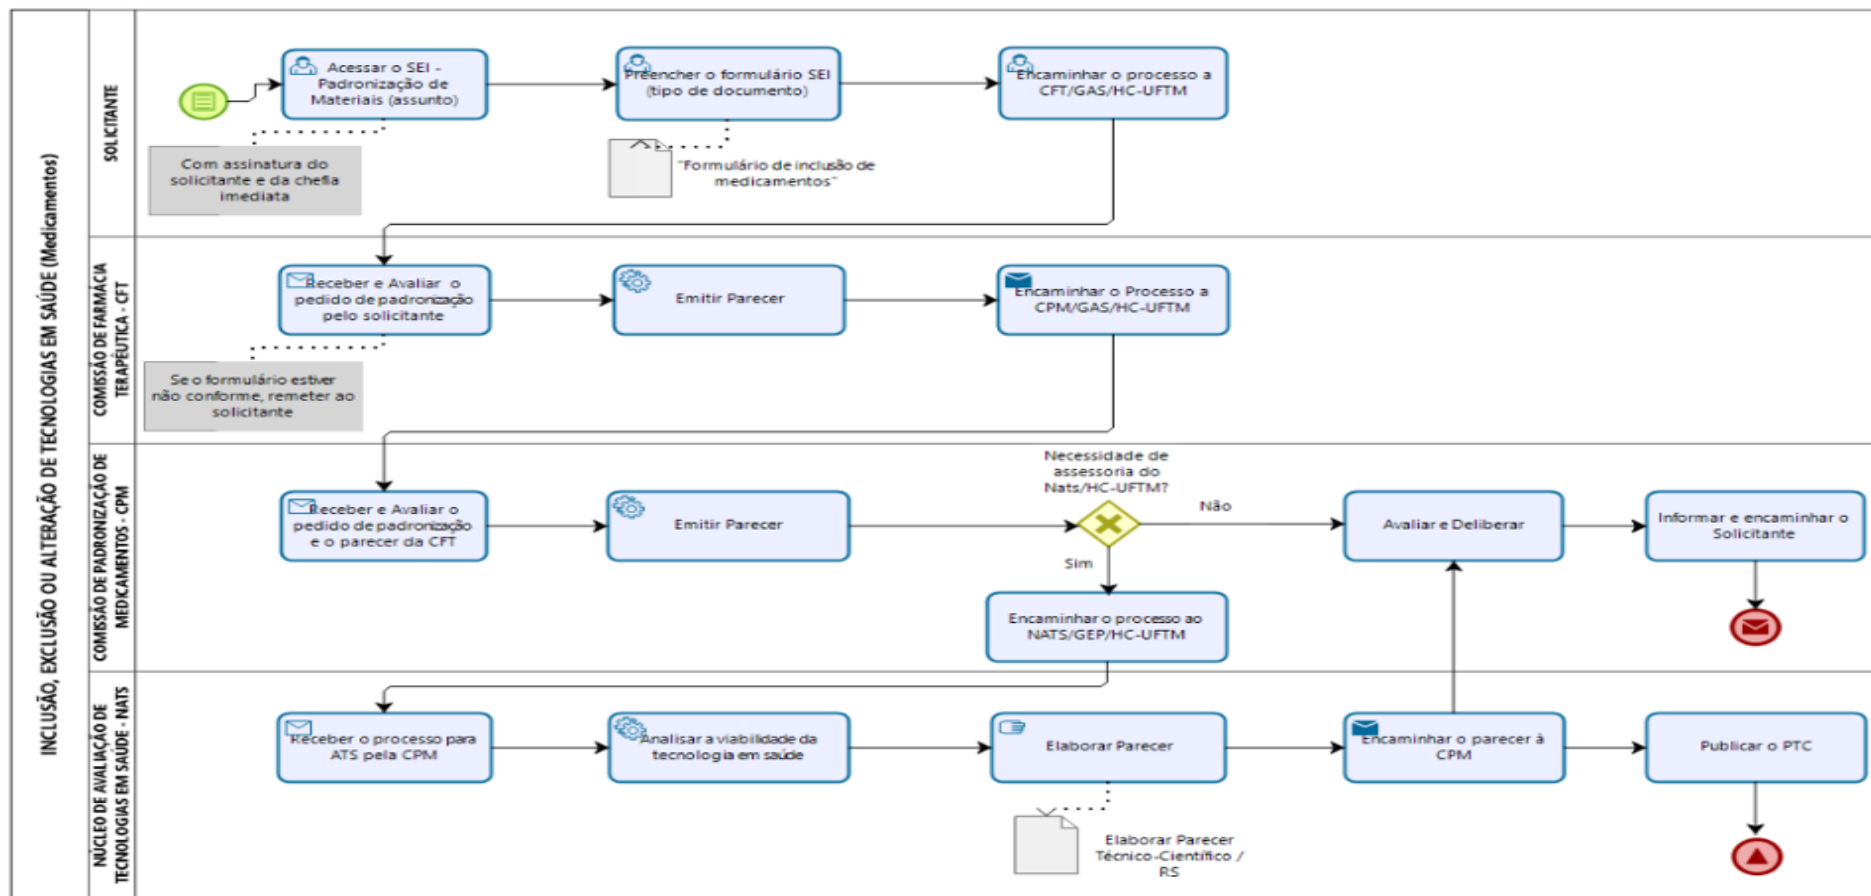 INCLUSÃO, EXCLUSÃO OU ALTERAÇÃO DE TECNOLOGIAS EM SAÚDE (Medicamentos)
SOLICITANTE
Acessar o SEI -
Padronização de
Materiais (assunto)
Preencher o formulário SEI
(tipo de documento)
Encaminhar o processo a
CFT/GAS/HC-UFTM
Com assinatura do
solicitante e da chefia
imediata
"Formulário de inclusão de
medicamentos"
COMISSÃO DE FARMÁCIA
TERAPÊUTICA - CFT
Receber e Avaliar o
pedido de padronização
pelo solicitante
Emitir Parecer
Encaminhar o Processo a
CPM/GAS/HC-UFTM
Se o formulário estiver
não conforme, remeter ao
solicitante
COMISSÃO DE PADRONIZAÇÃO DE
MEDICAMENTOS - CPM
Receber e Avaliar o
pedido de padronização
e o parecer da CFT
Emitir Parecer
Necessidade de
assessoria do
Nats/HC-UFTM?
Não
Sim
Avaliar e Deliberar
Informar e encaminhar o
Solicitante
Encaminhar o processo ao
NATS/GEP/HC-UFTM
NÚCLEO DE AVALIAÇÃO DE
TECNOLOGIAS EM SAÚDE - NATS
Receber o processo para
ATS pela CPM
Analisar a viabilidade da
tecnologia em saúde
Elaborar Parecer
Encaminhar o parecer à
CPM
Publicar o PTC
Elaborar Parecer
Técnico-Científico /
RS